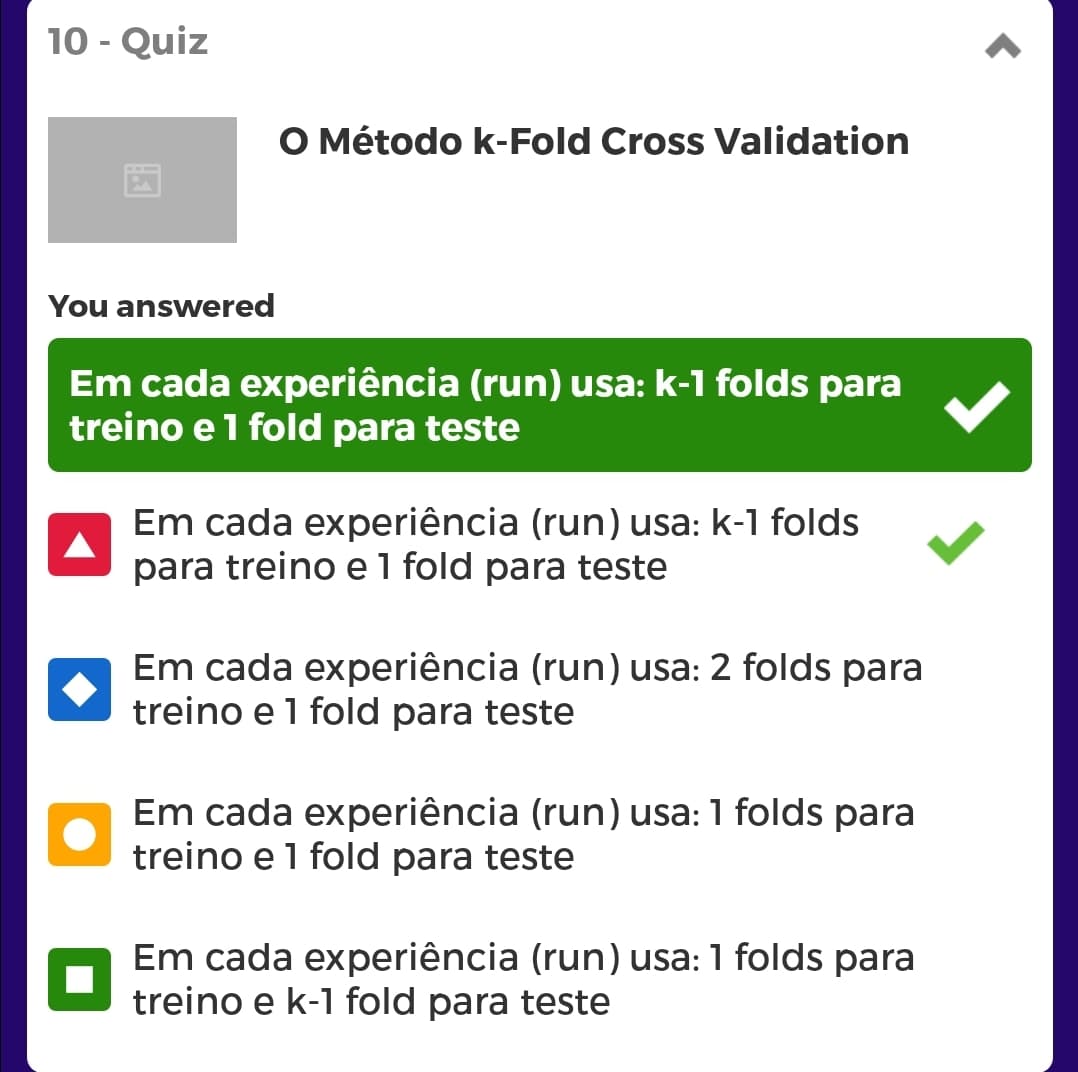 10 - Quiz
O Método k-Fold Cross Validation
You answered
Em cada experiência (run) usa: k-1 folds para
treino e 1 fold para teste
Em cada experiência (run) usa: k-1 folds
para treino e 1 fold para teste
Em cada experiência (run) usa: 2 folds para
treino e 1 fold para teste
Em cada experiência (run) usa: 1 folds para
treino e 1 fold para teste
Em cada experiência (run) usa: 1 folds para
treino e k-1 fold para teste